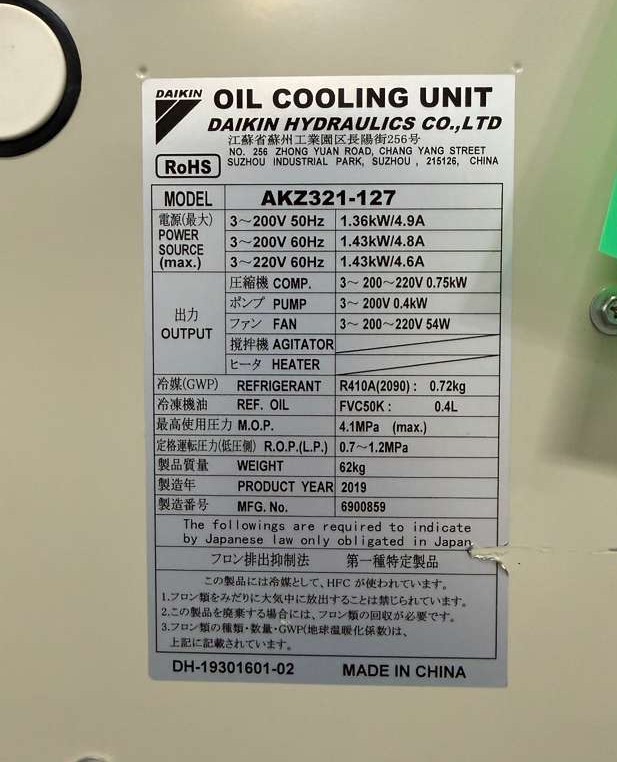 DAIKIN
OIL COOLING UNIT
DAIKIN HYDRAULICS CO.,LTD
江蘇省蘇州工業園区長陽街256号
NO. 256 ZHONG YUAN ROAD, CHANG YANG STREET
SUZHOU INDUSTRIAL PARK, SUZHOU, 215126, CHINA
RoHS
MODEL AKZ321-127
電源(最大) POWER SOURCE (max.)
3~200V 50Hz 1.36kW/4.9A
3~200V 60Hz 1.43kW/4.8A
3~220V 60Hz 1.43kW/4.6A
出力 OUTPUT
圧縮機 COMP. 3~ 200~220V 0.75kW
ポンプ PUMP 3~ 200V 0.4kW
ファン FAN 3~ 200~220V 54W
撹拌機 AGITATOR
ヒータ HEATER
冷媒(GWP) REFRIGERANT R410A(2090) : 0.72kg
冷凍機油 REF. OIL FVC50K : 0.4L
最高使用圧力 M.O.P. 4.1MPa (max.)
定格運転圧力(低圧側) R.O.P.(L.P.) 0.7~1.2MPa
製品質量 WEIGHT 62kg
製造年 PRODUCT YEAR 2019
製造番号 MFG. No. 6900859
The followings are required to indicate
by Japanese law only obligated in Japan
フロン排出抑制法 第一種特定製品
この製品には冷媒として、HFC が使われています。
1.フロン類をみだりに大気中に放出することは禁じられています。
2.この製品を廃棄する場合には、フロン類の回収が必要です。
3.フロン類の種類・数量・GWP(地球温暖化係数)は、
上記に記載されています。
DH-19301601-02 MADE IN CHINA